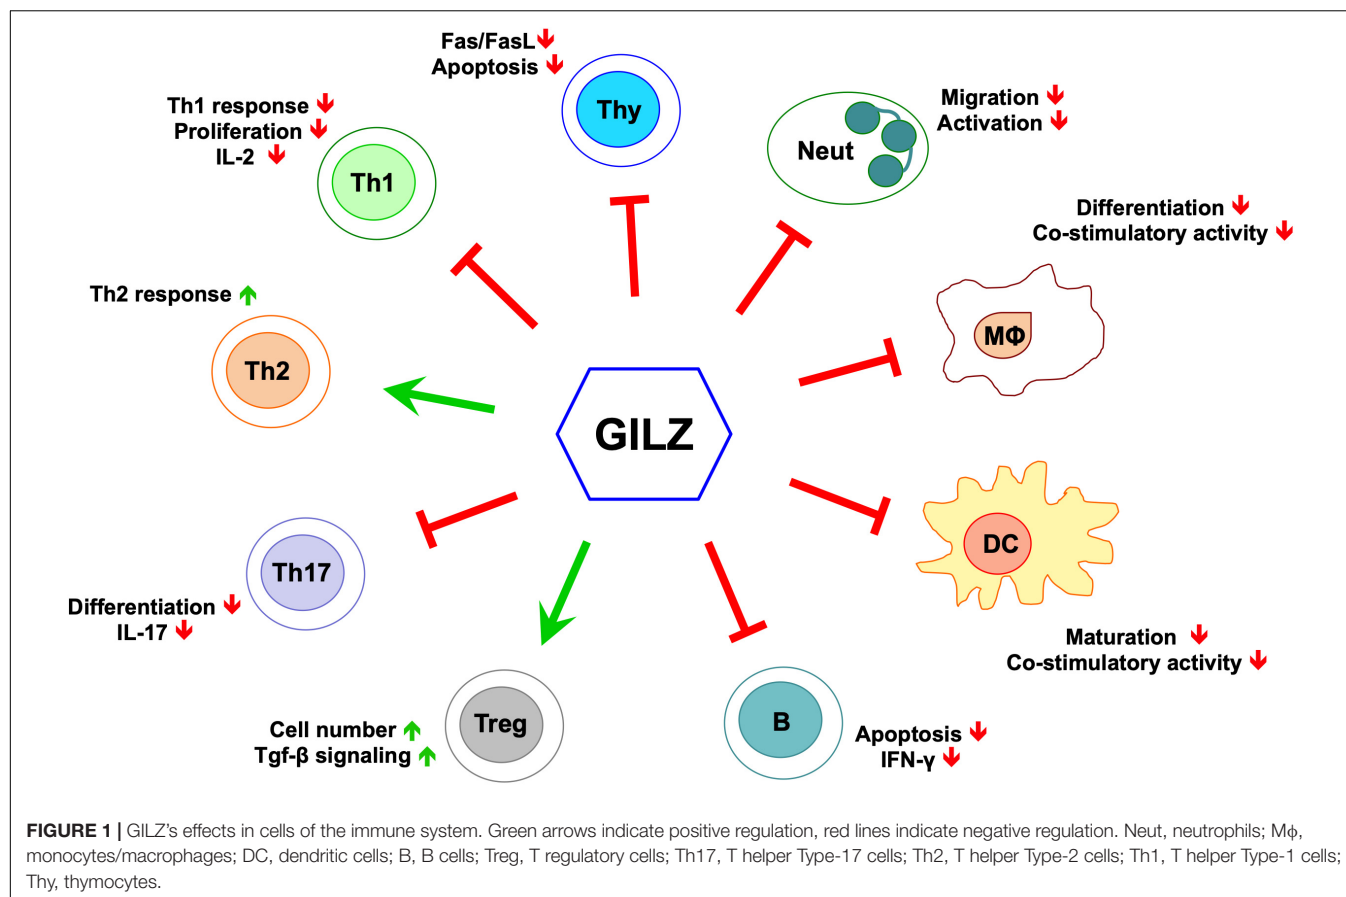 Fas/FasL
Apoptosis
Thy
Th1 response
Proliferation
IL-2
Th1
Neut
Migration
Activation
Differentiation
Co-stimulatory activity
MΦ
Th2 response
Th2
GILZ
DC
Maturation
Co-stimulatory activity
Th17
Differentiation
IL-17
Treg
Cell number
Tgf-β signaling
B
Apoptosis
IFN-γ
FIGURE 1 | GILZ's effects in cells of the immune system. Green arrows indicate positive regulation, red lines indicate negative regulation. Neut, neutrophils; Mϕ,
monocytes/macrophages; DC, dendritic cells; B, B cells; Treg, T regulatory cells; Th17, T helper Type-17 cells; Th2, T helper Type-2 cells; Th1, T helper Type-1 cells;
Thy, thymocytes.